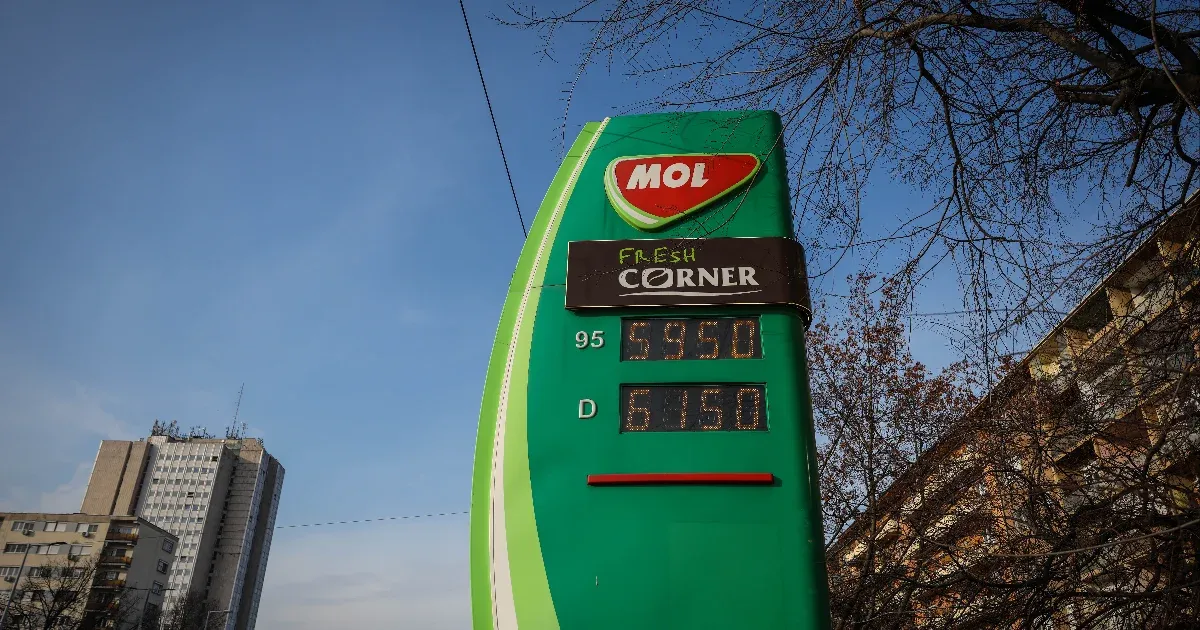 MOL
FRESH
CORNER
95 5950
D 6150